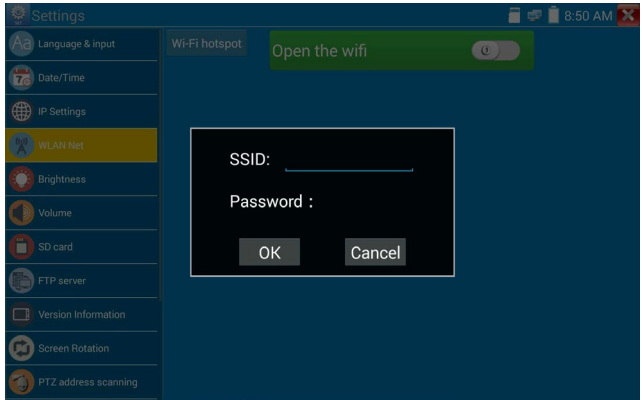 Settings
8:50 AM
Language & input
Wi-Fi hotspot
Open the wifi
Date/Time
IP Settings
WLAN Net
SSID:
Brightness
Password :
Volume
SD card
OK
Cancel
FTP server
Version Information
Screen Rotation
PTZ address scanning